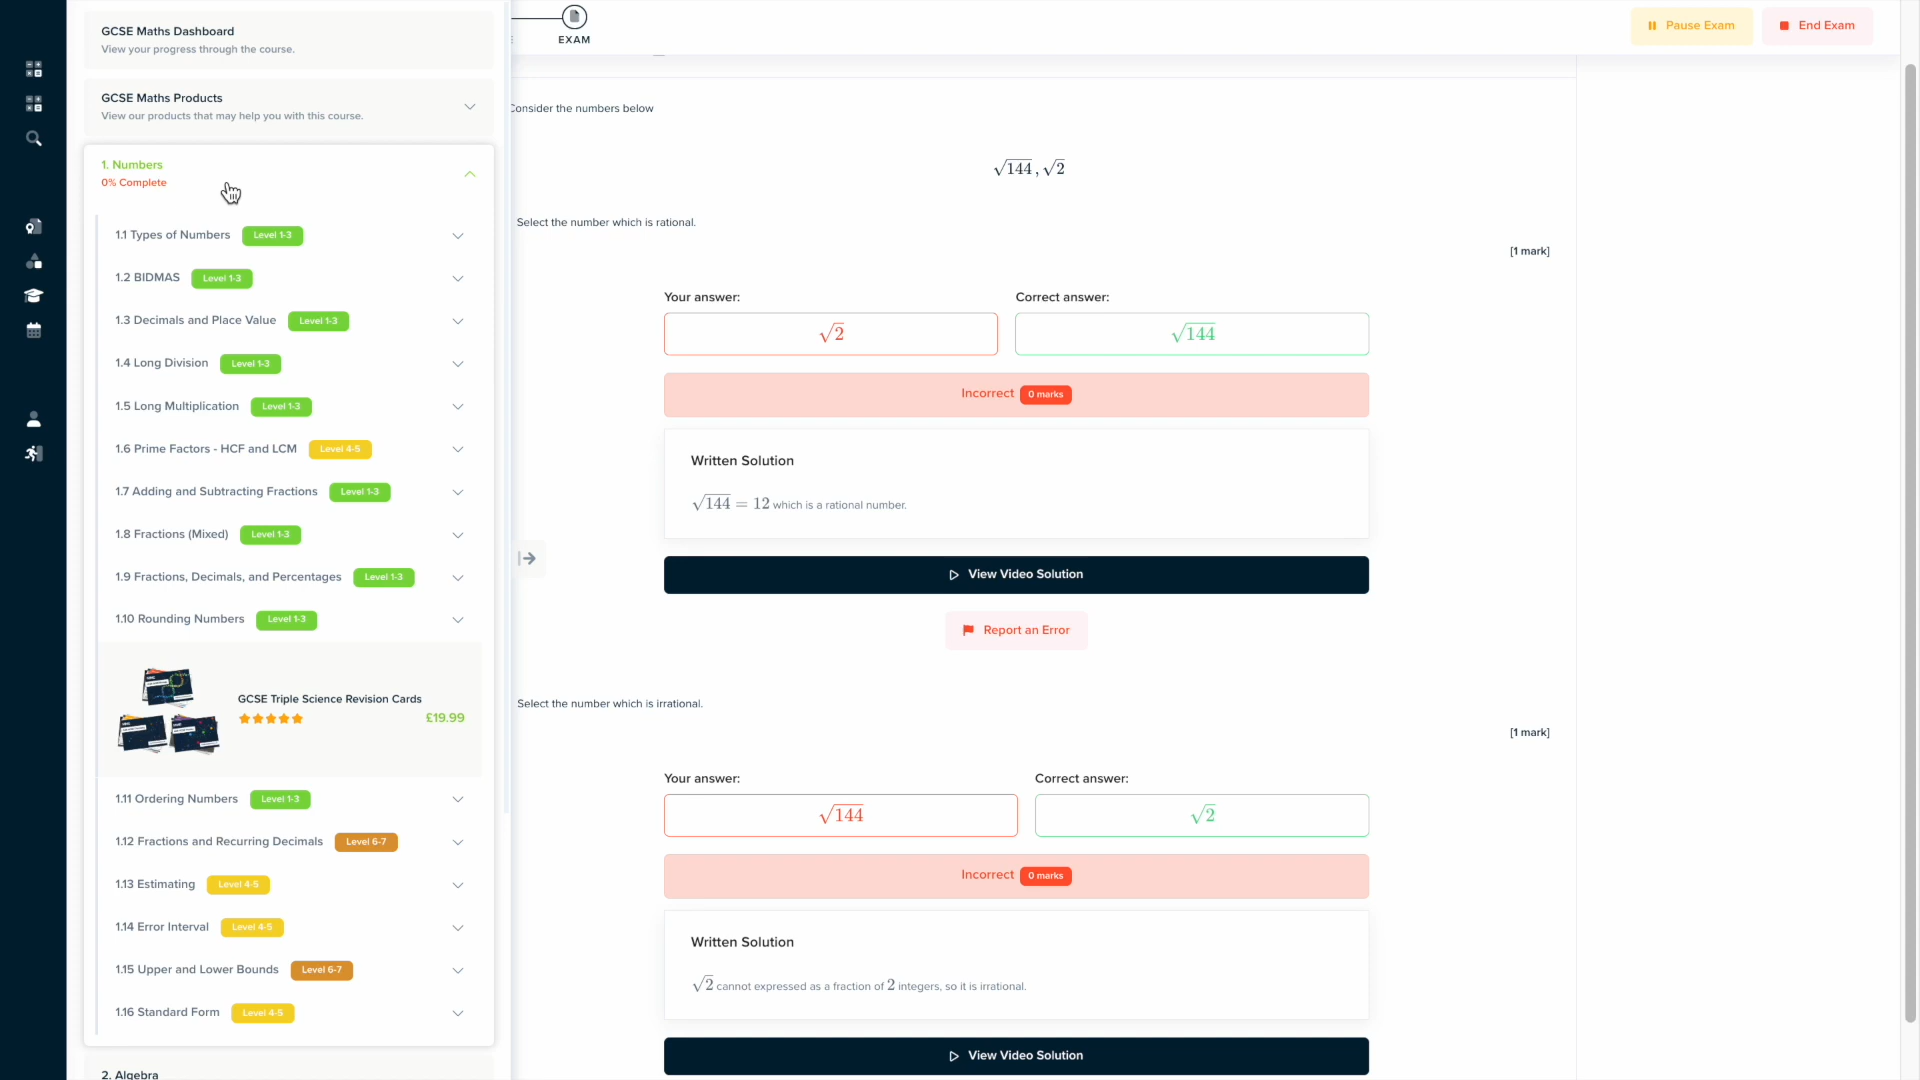 GCSE Maths Dashboard
View your progress through the course.
GCSE Maths Products
View our products that may help you with this course.
1. Numbers
0% Complete
1.1 Types of Numbers Level 1-3
1.2 BIDMAS Level 1-3
1.3 Decimals and Place Value Level 1-3
1.4 Long Division Level 1-3
1.5 Long Multiplication Level 1-3
1.6 Prime Factors - HCF and LCM Level 4-5
1.7 Adding and Subtracting Fractions Level 1-3
1.8 Fractions (Mixed) Level 1-3
1.9 Fractions, Decimals, and Percentages Level 1-3
1.10 Rounding Numbers Level 1-3
GCSE Triple Science Revision Cards
£19.99
1.11 Ordering Numbers Level 1-3
1.12 Fractions and Recurring Decimals Level 6-7
1.13 Estimating Level 4-5
1.14 Error Interval Level 4-5
1.15 Upper and Lower Bounds Level 6-7
1.16 Standard Form Level 4-5
2. Algebra
EXAM
Pause Exam
End Exam
Consider the numbers below
√144, √2
Select the number which is rational.
[1 mark]
Your answer: Correct answer:
√2 √144
Incorrect 0 marks
Written Solution
√144 = 12 which is a rational number.
View Video Solution
Report an Error
Select the number which is irrational.
[1 mark]
Your answer: Correct answer:
√144 √2
Incorrect 0 marks
Written Solution
√2 cannot expressed as a fraction of 2 integers, so it is irrational.
View Video Solution